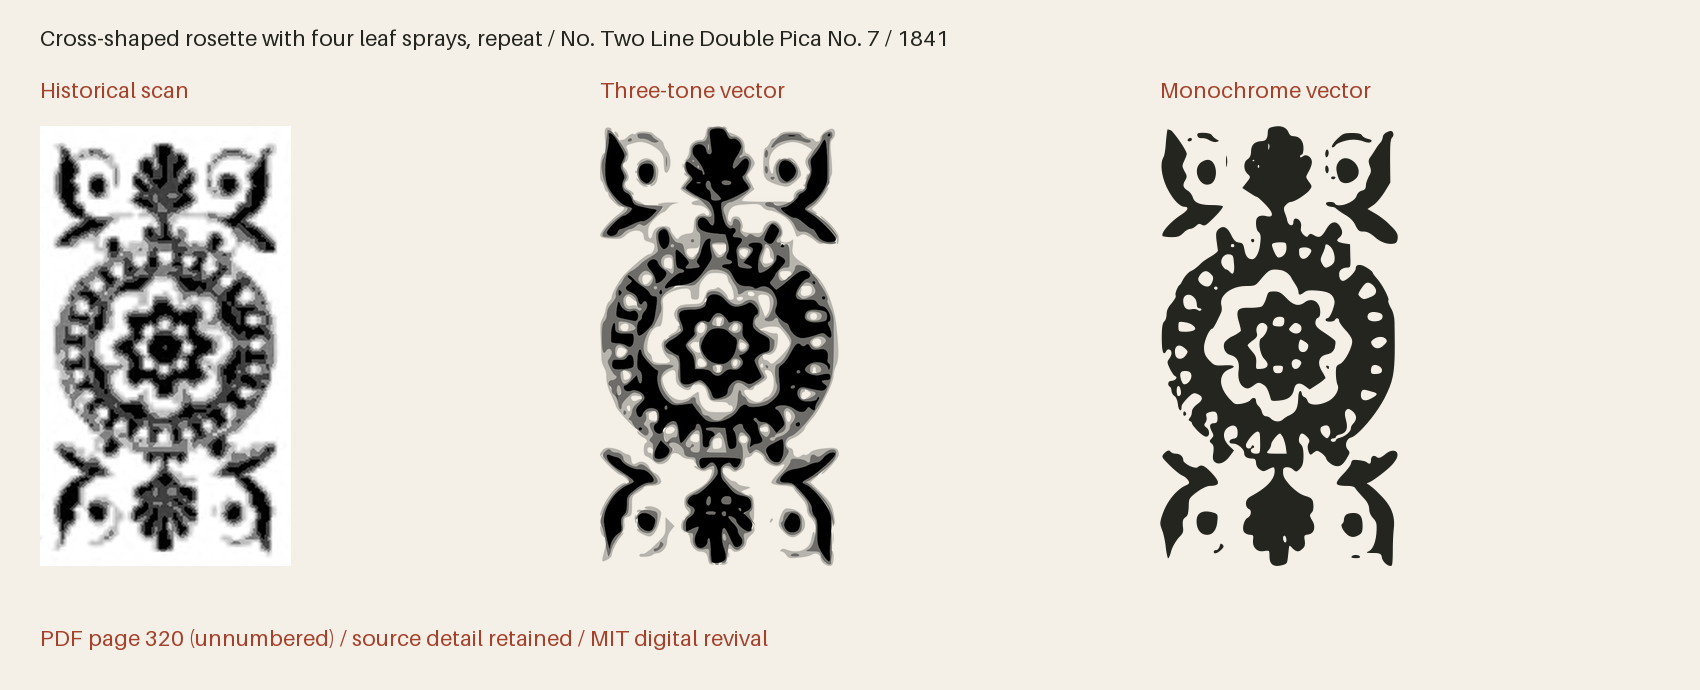 Cross-shaped rosette with four leaf sprays, repeat / No. Two Line Double Pica No. 7 / 1841
Historical scan
Three-tone vector
Monochrome vector
PDF page 320 (unnumbered) / source detail retained / MIT digital revival